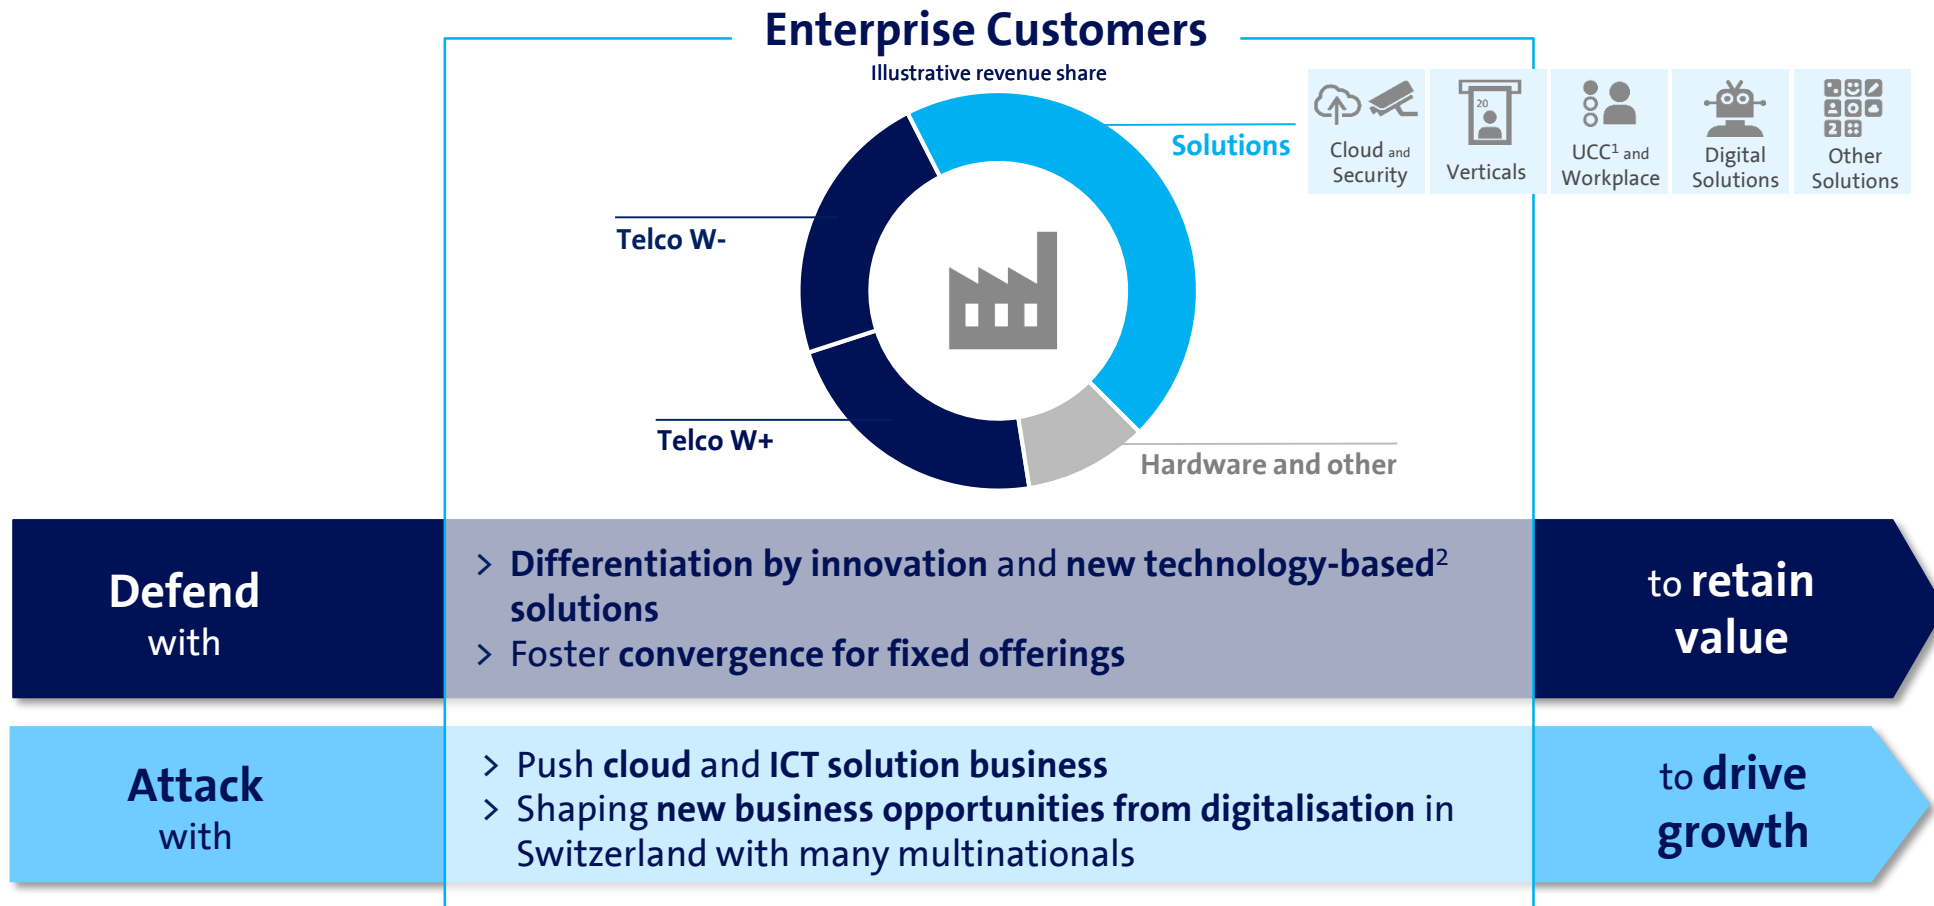 Enterprise Customers
Illustrative revenue share
Solutions
20
Cloud and
Security
Verticals
UCC¹ and
Workplace
Digital
Solutions
2
Other
Solutions
Telco W-
Telco W+
Hardware and other
Defend
with
> Differentiation by innovation and new technology-based²
solutions
> Foster convergence for fixed offerings
to retain
value
Attack
with
> Push cloud and ICT solution business
> Shaping new business opportunities from digitalisation in
Switzerland with many multinationals
to drive
growth